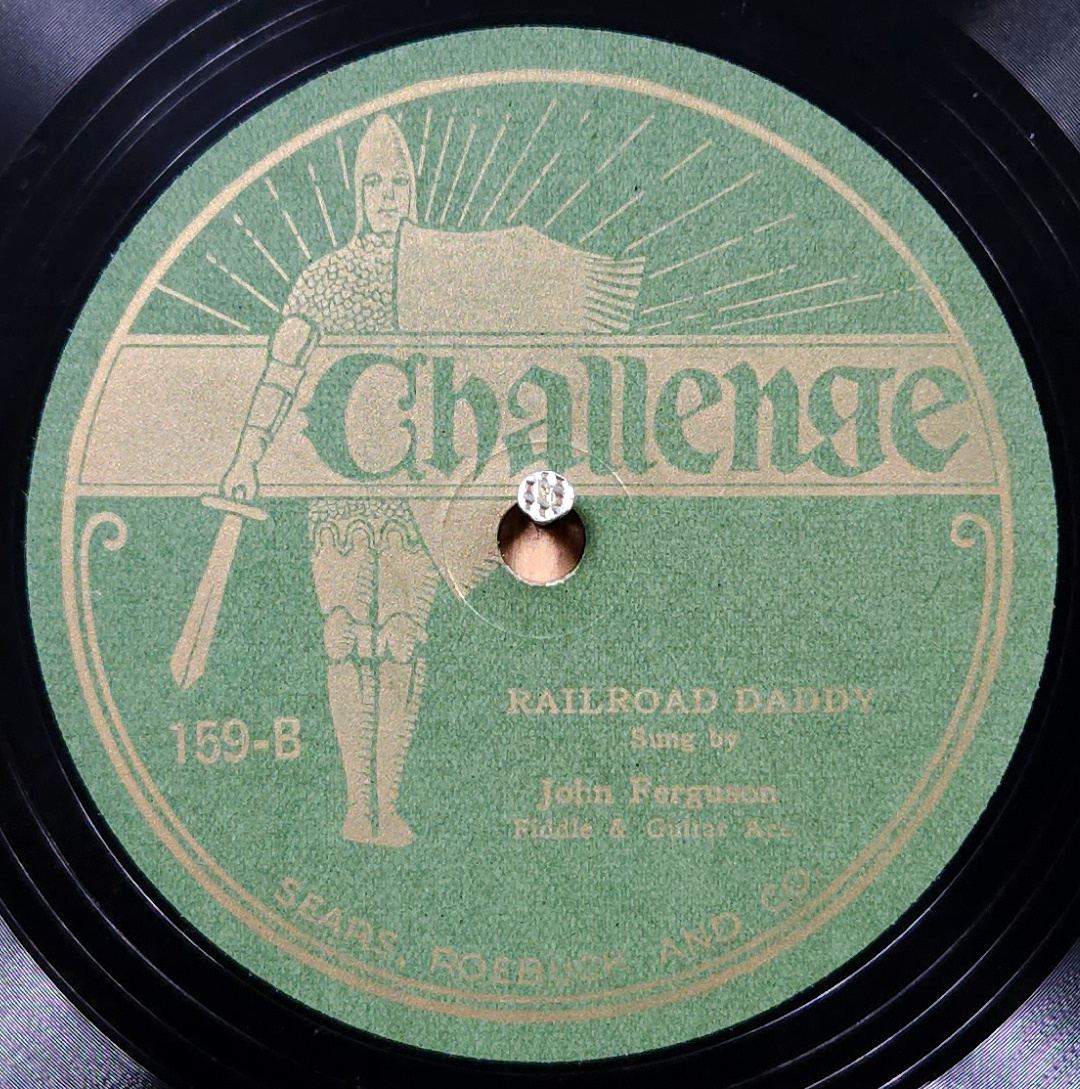 Challenge
159-B
RAILROAD DADDY
Sung by
John Ferguson
Fiddle & Guitar Acc.
SEARS, ROEBUCK AND CO.